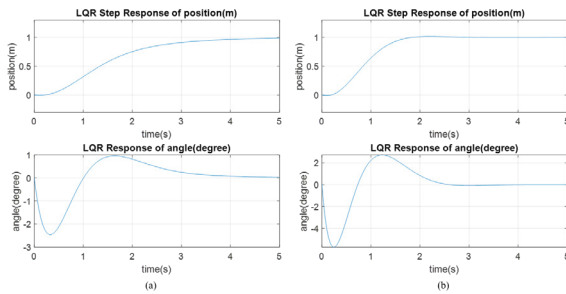 LQR Step Response of position(m)
position(m)
1
0.5
0
0 1 2 3 4 5
time(s)
LQR Response of angle(degree)
angle(degree)
1
0
-1
-2
-3
0 1 2 3 4 5
time(s)
(a)
LQR Step Response of position(m)
position(m)
1
0.5
0
0 1 2 3 4 5
time(s)
LQR Response of angle(degree)
angle(degree)
2
0
-2
-4
0 1 2 3 4 5
time(s)
(b)